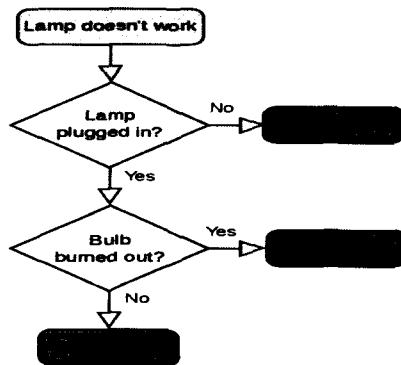 Lamp doesn't work
Lamp
plugged in?
No
Yes
Bulb
burned out?
Yes
No